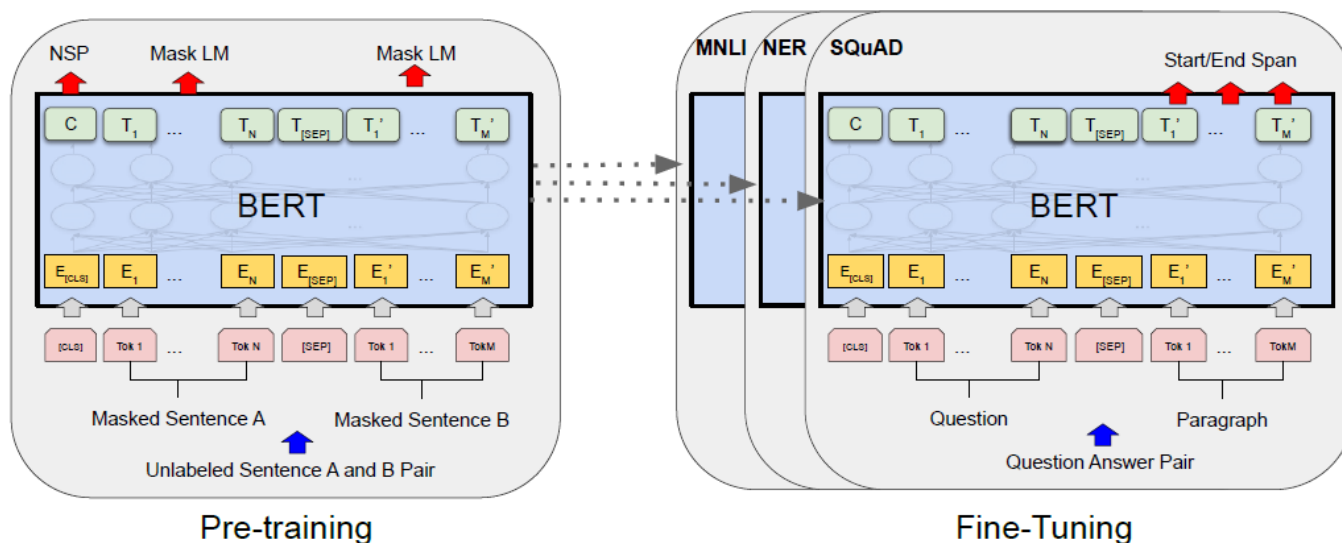 NSP Mask LM Mask LM
C T1 ... TN T[SEP] T1' ... TM'
...
...
BERT
E[CLS] E1 ... EN E[SEP] E1' ... EM'
[CLS] Tok 1 ... Tok N [SEP] Tok 1 ... TokM
Masked Sentence A Masked Sentence B
Unlabeled Sentence A and B Pair
Pre-training
MNLI NER SQuAD
Start/End Span
C T1 ... TN T[SEP] T1' ... TM'
...
...
BERT
E[CLS] E1 ... EN E[SEP] E1' ... EM'
[CLS] Tok 1 ... Tok N [SEP] Tok 1 ... TokM
Question Paragraph
Question Answer Pair
Fine-Tuning